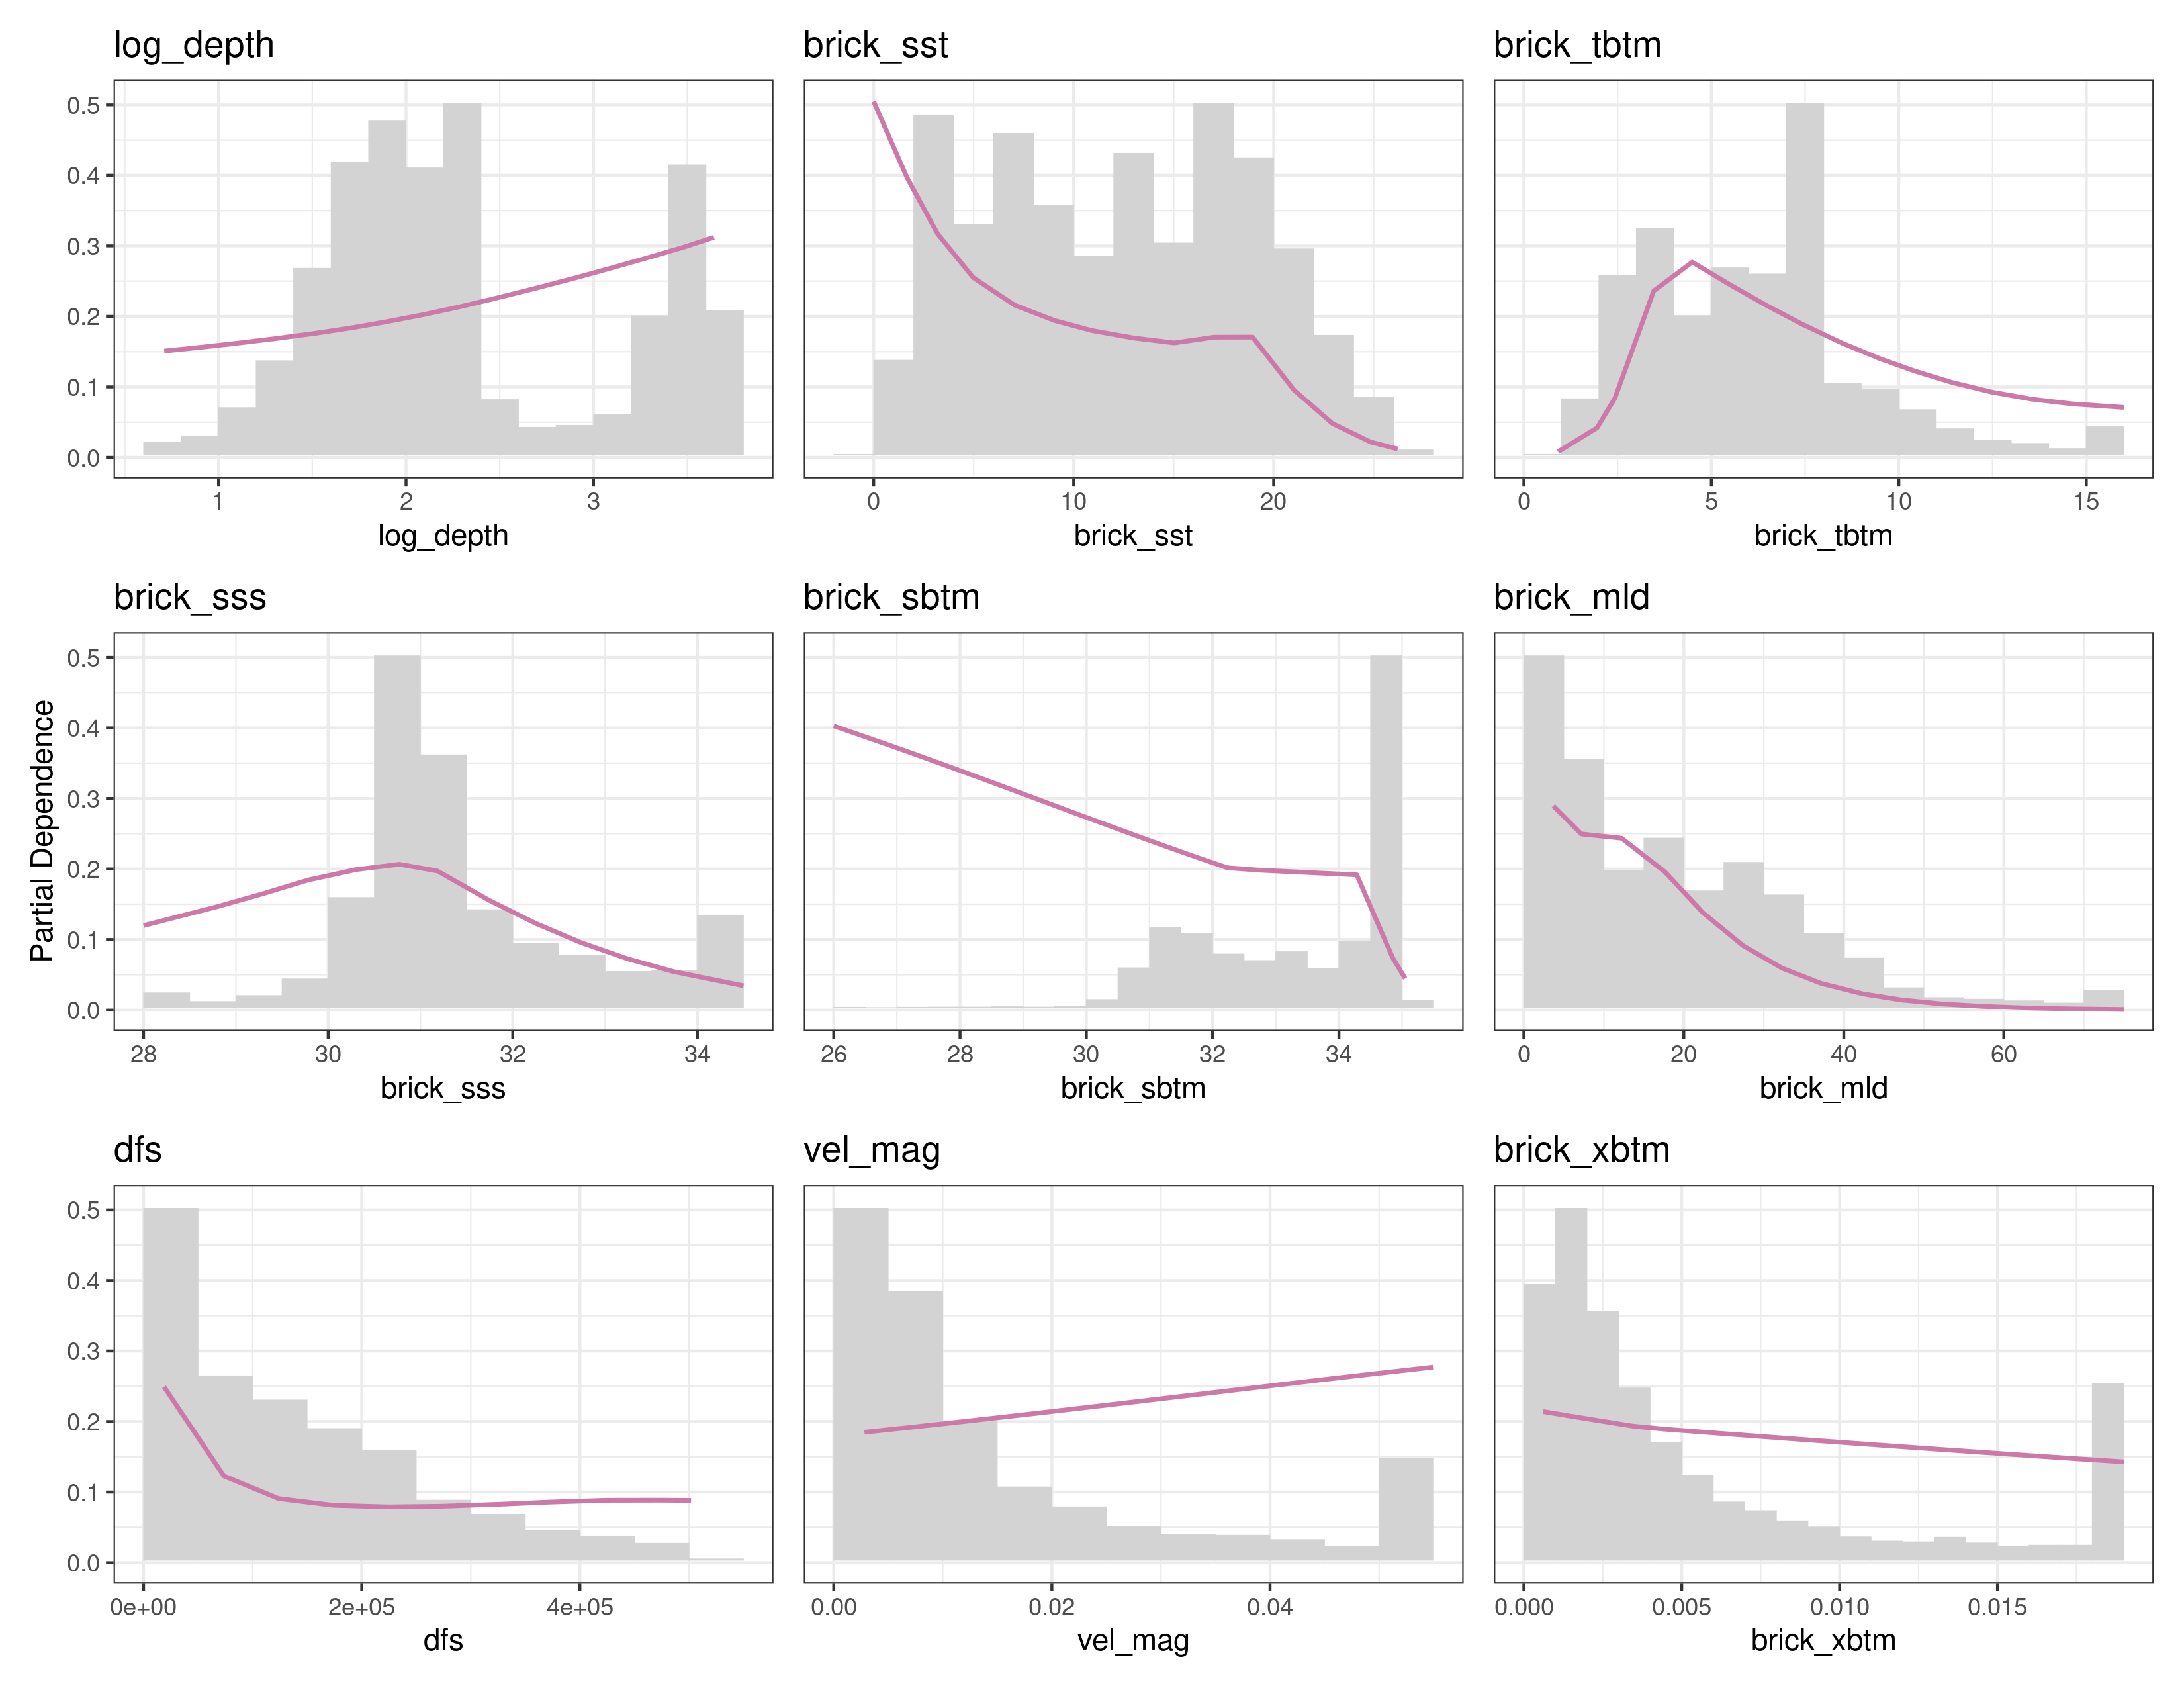 log_depth brick_sst brick_tbtm
0.5
0.4
0.3
0.2
0.1
0.0
1 2 3 0 10 20 0 5 10 15
log_depth brick_sst brick_tbtm
brick_sss brick_sbtm brick_mld
Partial Dependence
0.5
0.4
0.3
0.2
0.1
0.0
28 30 32 34 26 28 30 32 34 0 20 40 60
brick_sss brick_sbtm brick_mld
dfs vel_mag brick_xbtm
0.5
0.4
0.3
0.2
0.1
0.0
0e+00 2e+05 4e+05 0.00 0.02 0.04 0.000 0.005 0.010 0.015
dfs vel_mag brick_xbtm